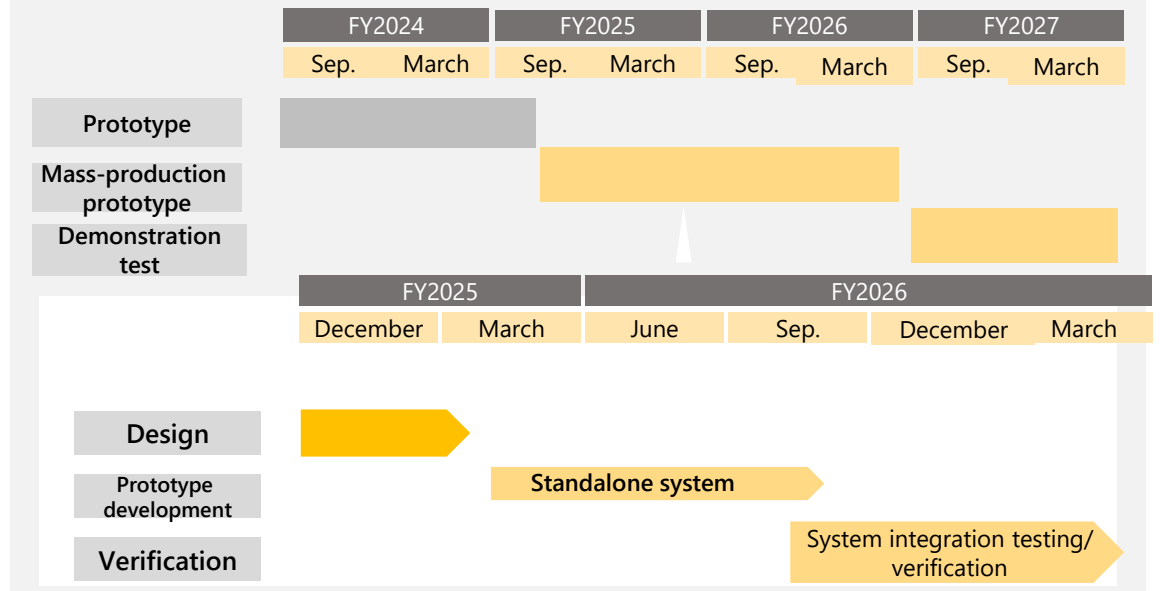 FY2024 FY2025 FY2026 FY2027
Sep. March Sep. March Sep. March Sep. March
Prototype
Mass-production
prototype
Demonstration
test
FY2025 FY2026
December March June Sep. December March
Design
Prototype
development
Standalone system
Verification
System integration testing/
verification